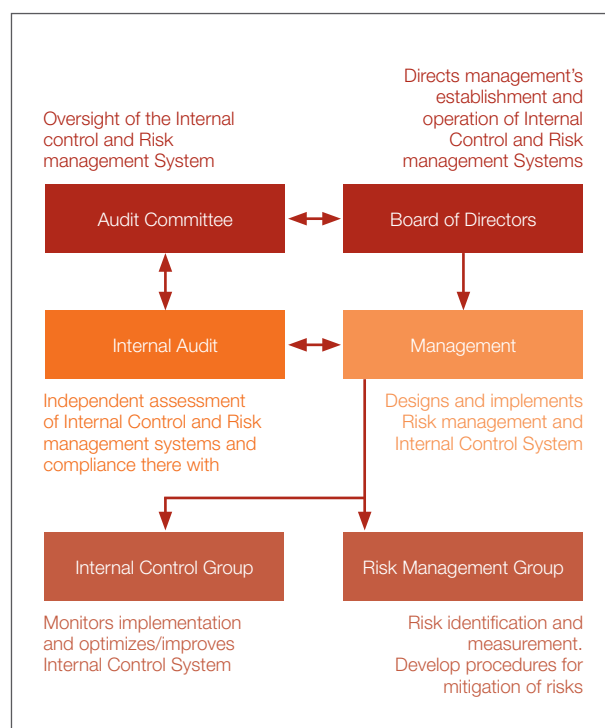 Oversight of the Internal
control and Risk
management System
Directs management's
establishment and
operation of Internal
Control and Risk
management Systems
Audit Committee
Board of Directors
Internal Audit
Management
Independent assessment
of Internal Control and Risk
management systems and
compliance there with
Designs and implements
Risk management and
Internal Control System
Internal Control Group
Risk Management Group
Monitors implementation
and optimizes/improves
Internal Control System
Risk identification and
measurement.
Develop procedures for
mitigation of risks